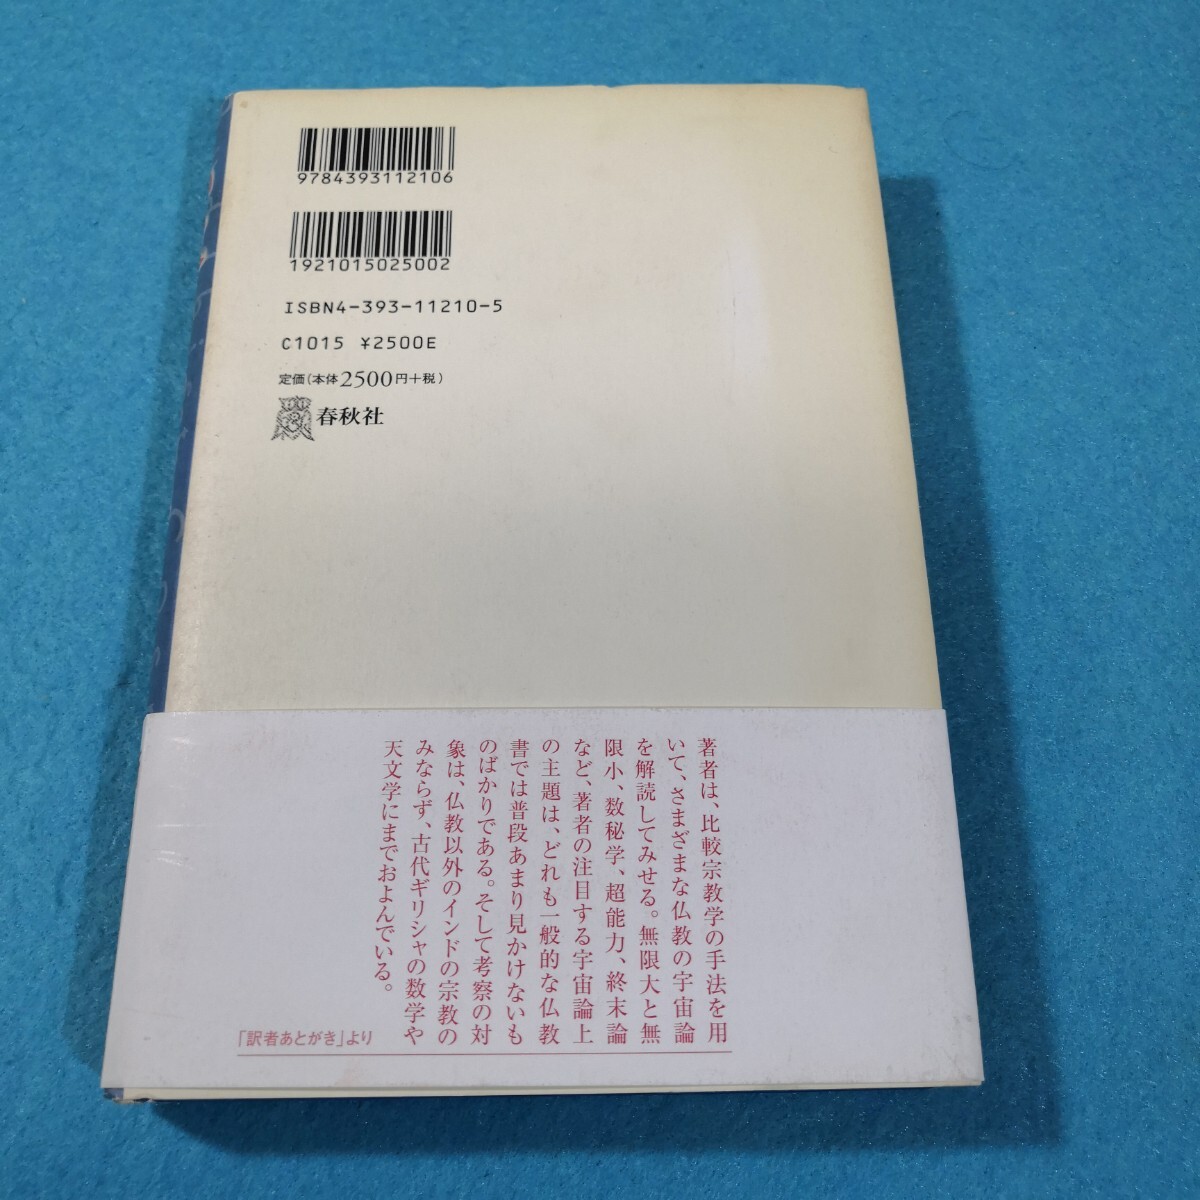 9784393112106
1921015025002
ISBN4-393-11210-5
C1015 ¥2500E
定価(本体2500円+税)
春秋社
著者は、比較宗教学の手法を用
いて、さまざまな仏教の宇宙論
を解読してみせる。無限大と無
限小、数秘学、超能力、終末論
など、著者の注目する宇宙論上
の主題は、どれも一般的な仏教
書では普段あまり見かけないも
のばかりである。そして考察の対
象は、仏教以外のインドの宗教の
みならず、古代ギリシャの数学や
天文学にまでおよんでいる。
「訳者あとがき」より